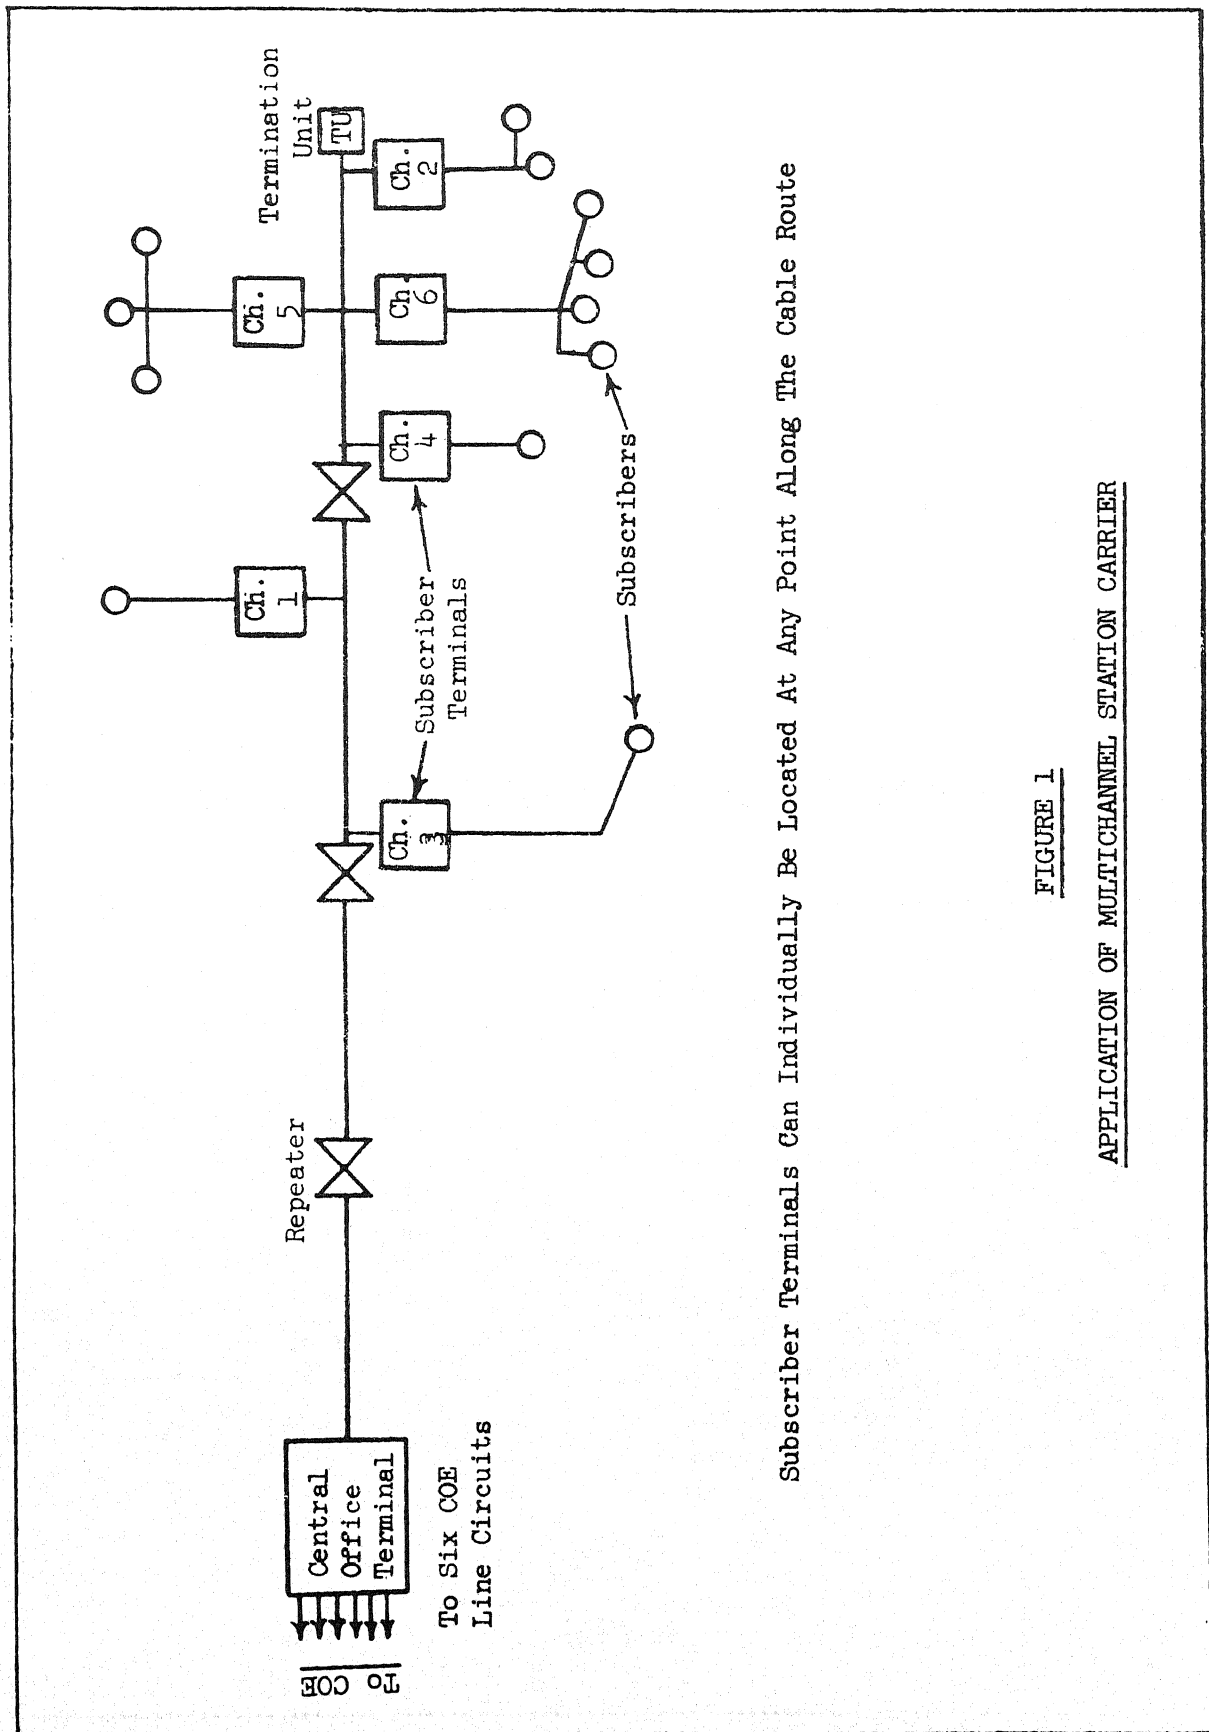 Termination
Unit
TU
Ch.
5
Ch.
6
Ch.
2
Ch.
1
Ch.
4
Ch.
3
Repeater
Subscriber
Terminals
Subscribers
Central
Office
Terminal
To COE
To Six COE
Line Circuits
Subscriber Terminals Can Individually Be Located At Any Point Along The Cable Route
FIGURE 1
APPLICATION OF MULTICHANNEL STATION CARRIER